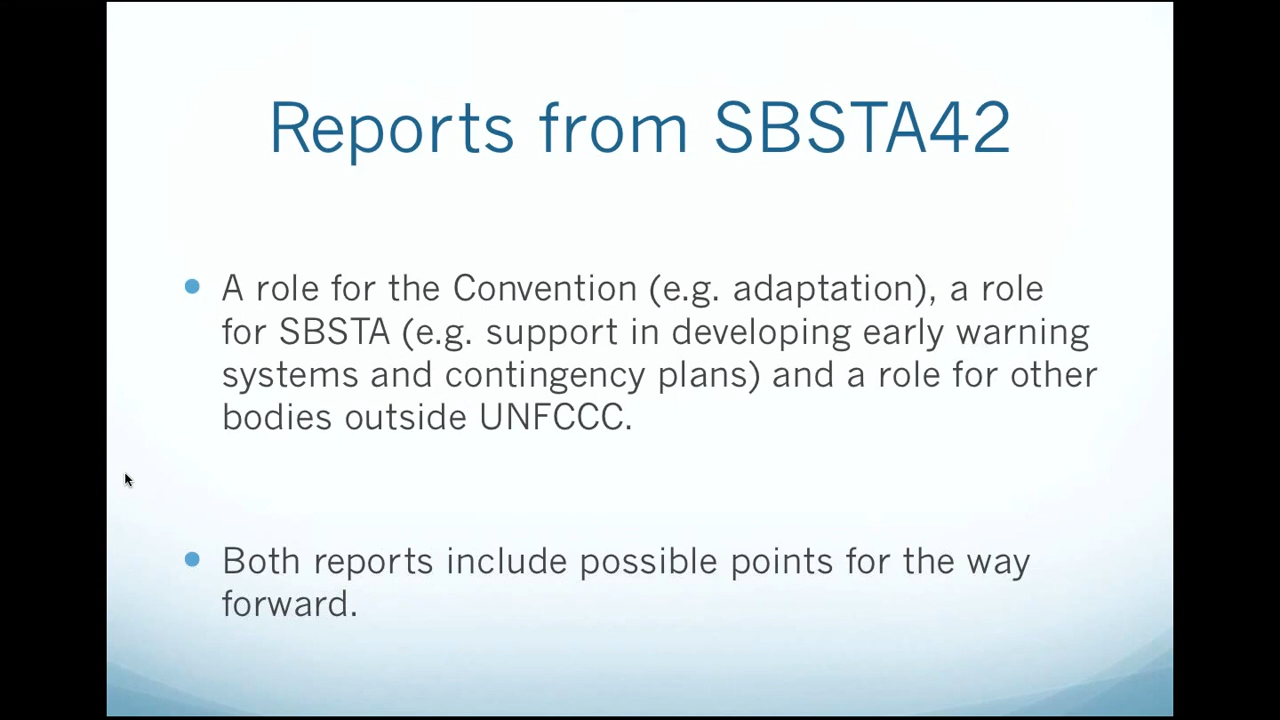 Reports from SBSTA42
• A role for the Convention (e.g. adaptation), a role
for SBSTA (e.g. support in developing early warning
systems and contingency plans) and a role for other
bodies outside UNFCCC.
• Both reports include possible points for the way
forward.